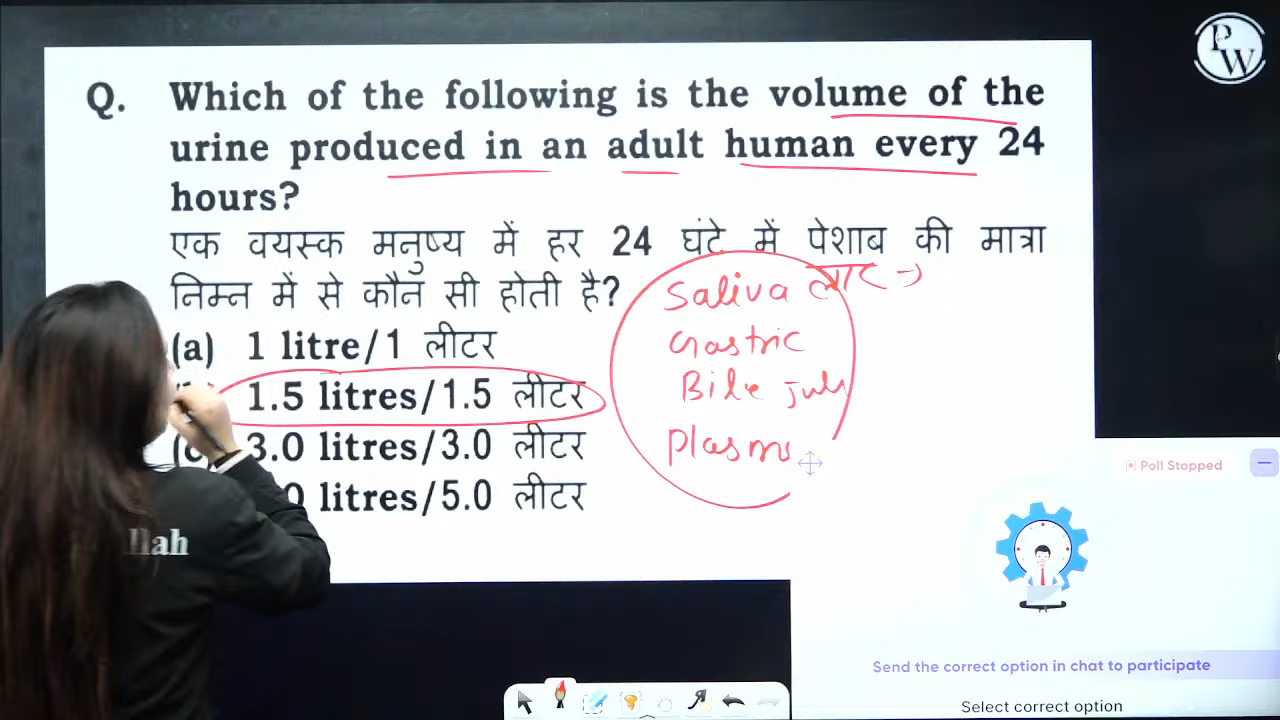 PW
Q. Which of the following is the volume of the
urine produced in an adult human every 24
hours?
एक वयस्क मनुष्य में हर 24 घंटे में पेशाब की मात्रा
निम्न में से कौन सी होती है?
Saliva लार →
(a) 1 litre/1 लीटर
Gastric
1.5 litres/1.5 लीटर
Bile
(c) 3.0 litres/3.0 लीटर
Plasma
0 litres/5.0 लीटर
llah
Poll Stopped
Send the correct option in chat to participate
Select correct option